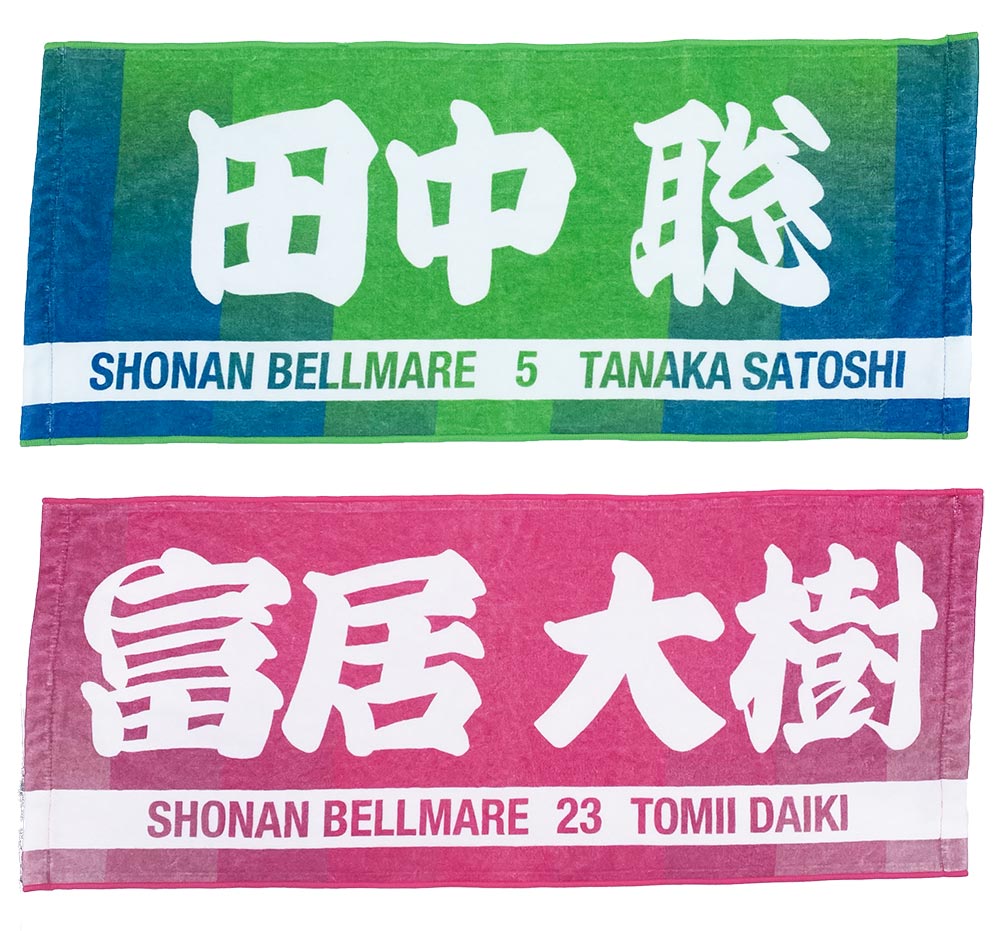 田中 聡
SHONAN BELLMARE 5 TANAKA SATOSHI
富居 大樹
SHONAN BELLMARE 23 TOMII DAIKI